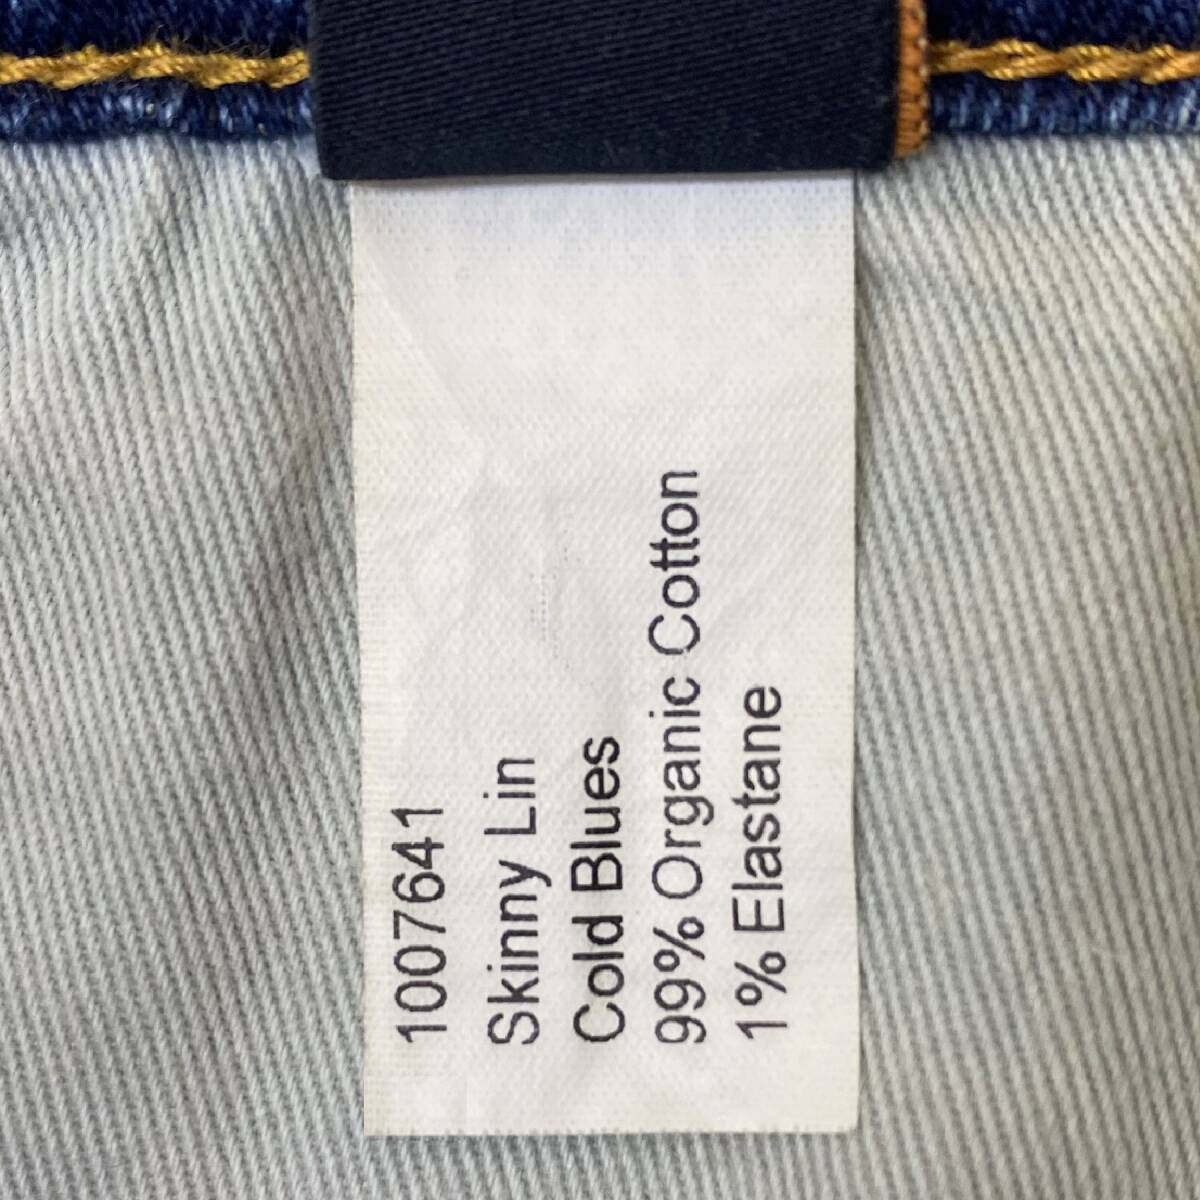 1007641
Skinny Lin
Cold Blues
99% Organic Cotton
1% Elastane